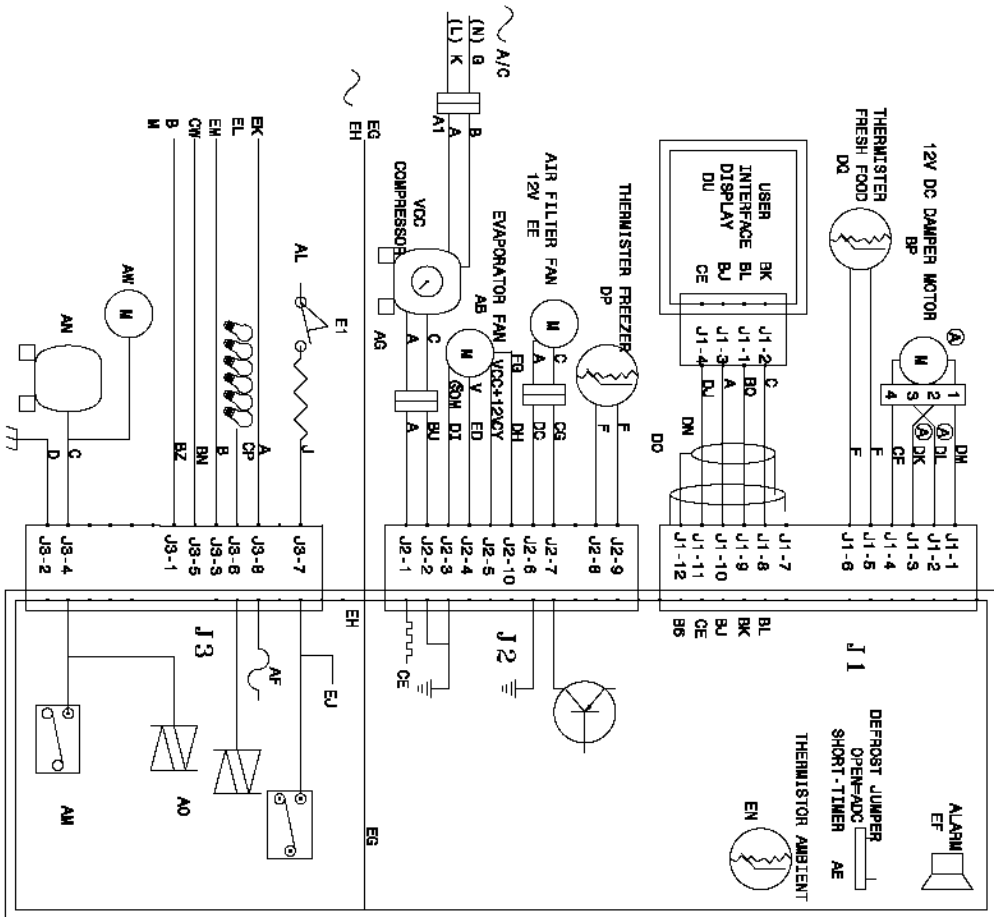 A/C
(N) G
(L) K
B
A
A1
EG
EH
EK
EL
EM
CW
B
M
THERMISTER
FRESH FOOD
DQ
12V DC DAMPER MOTOR
BP
A
M
1
2
3
4
A
A
DM
DL
DK
CF
F
F
USER
INTERFACE
DISPLAY
DU
BK
BL
BJ
CE
J1-2
J1-1
J1-3
J1-4
C
BO
A
DJ
DN
DO
THERMISTER FREEZER
DP
F
F
AIR FILTER FAN
12V EE
M
C
A
CG
DC
EVAPORATOR FAN
AB
M
FG
DH
VCC+12V
CY
V
ED
COM
DI
VCC
COMPRESSOR
AG
C
A
BU
A
AL
E1
J
A
CP
B
BN
BZ
AW
M
AN
C
D
J1-1
J1-2
J1-3
J1-4
J1-5
J1-6
J1-7
J1-8
J1-9
J1-10
J1-11
J1-12
J2-9
J2-8
J2-7
J2-6
J2-10
J2-5
J2-4
J2-3
J2-2
J2-1
J3-7
J3-8
J3-6
J3-3
J3-5
J3-1
J3-4
J3-2
BL
BK
BJ
CE
B6
J1
J2
CE
EH
J3
EJ
AF
AO
AM
EG
ALARM
EF
DEFROST JUMPER
OPEN=ADC
SHORT-TIMER AE
THERMISTOR AMBIENT
EN